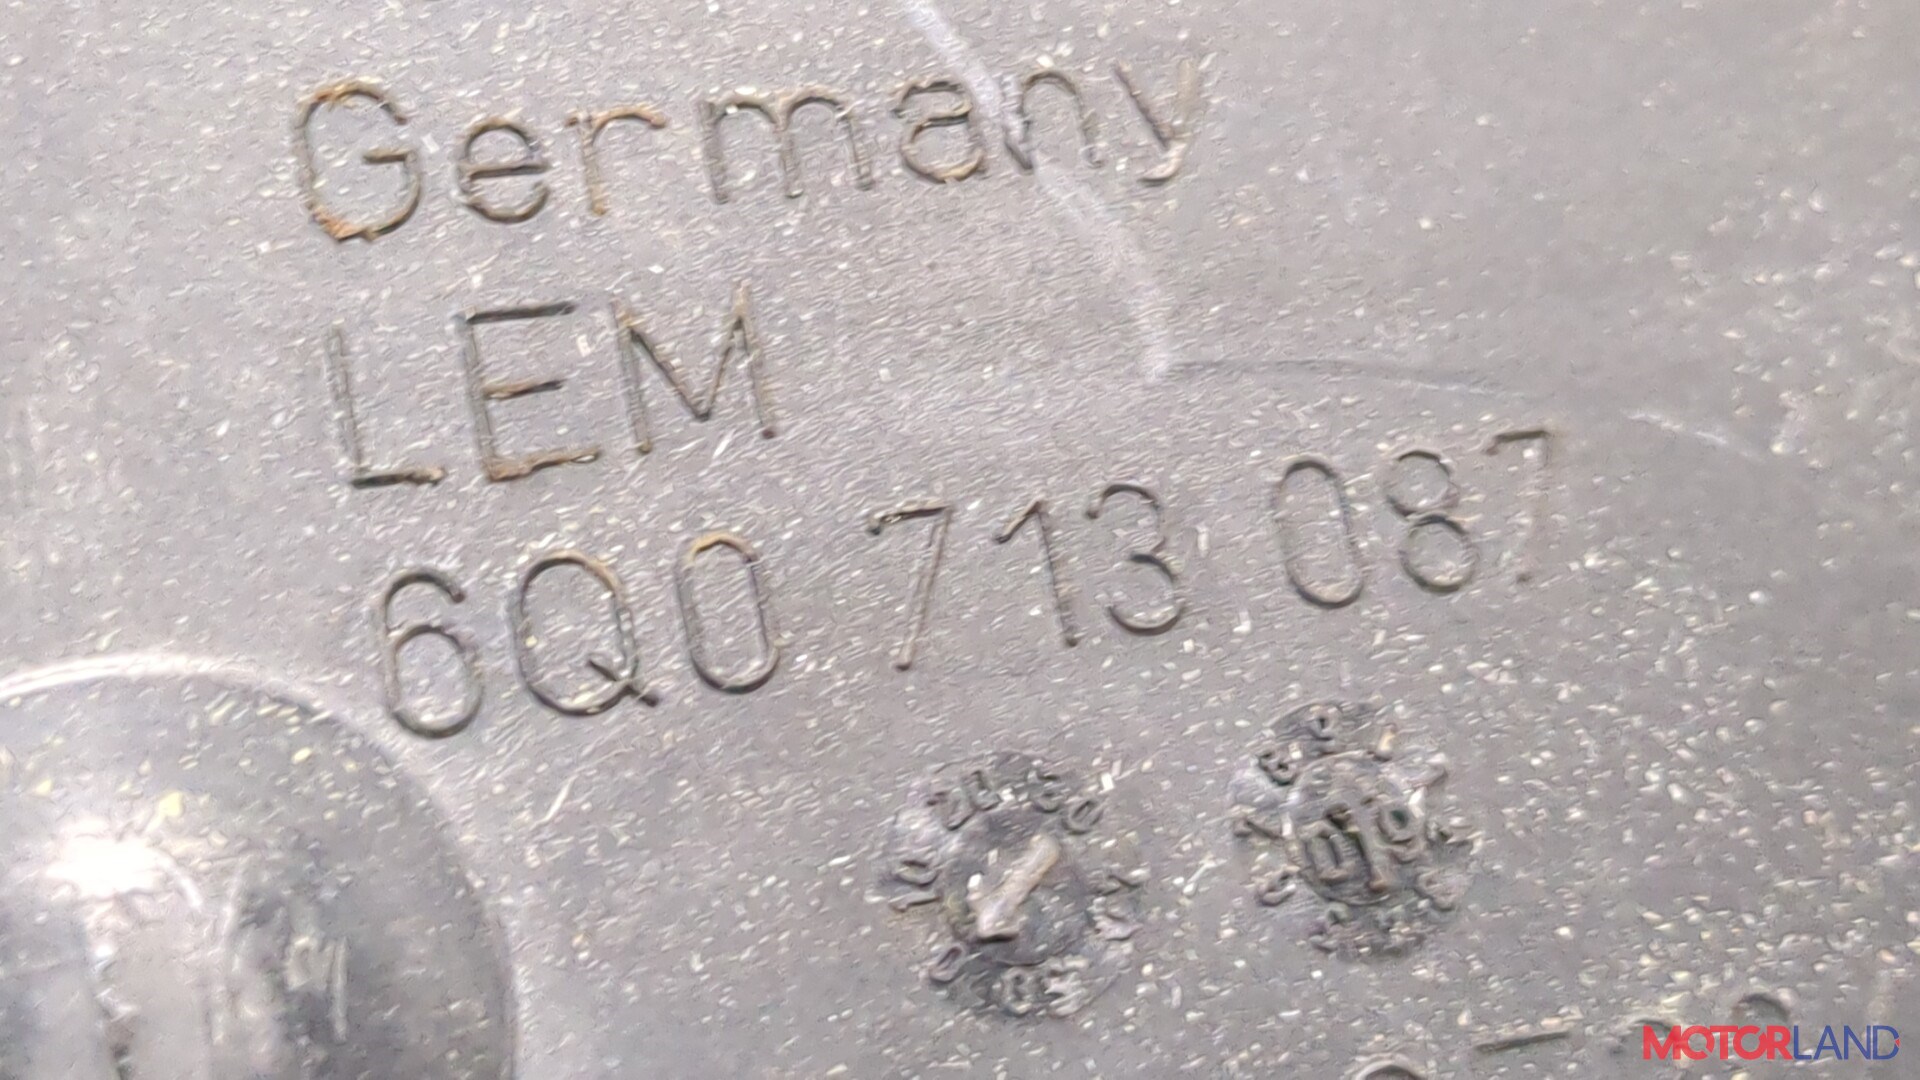 Germany
LEM
6Q0 713 087
MOTORLAND